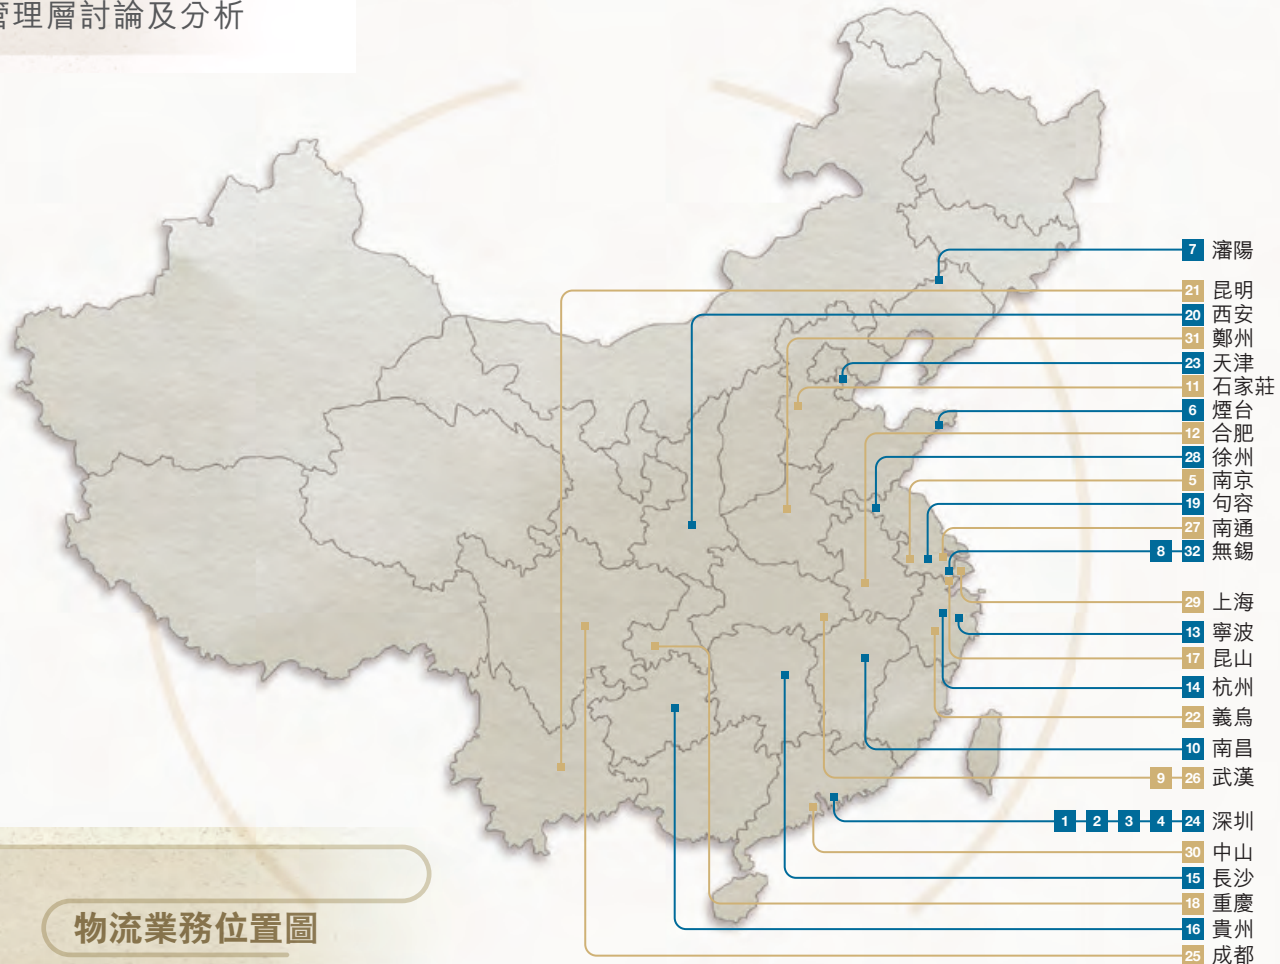 管理層討論及分析
7 瀋陽
21 昆明
20 西安
31 鄭州
23 天津
11 石家莊
6 煙台
12 合肥
28 徐州
5 南京
19 句容
27 南通
8 32 無錫
29 上海
13 寧波
17 昆山
14 杭州
22 義烏
10 南昌
9 26 武漢
1 2 3 4 24 深圳
30 中山
15 長沙
18 重慶
16 貴州
25 成都
物流業務位置圖